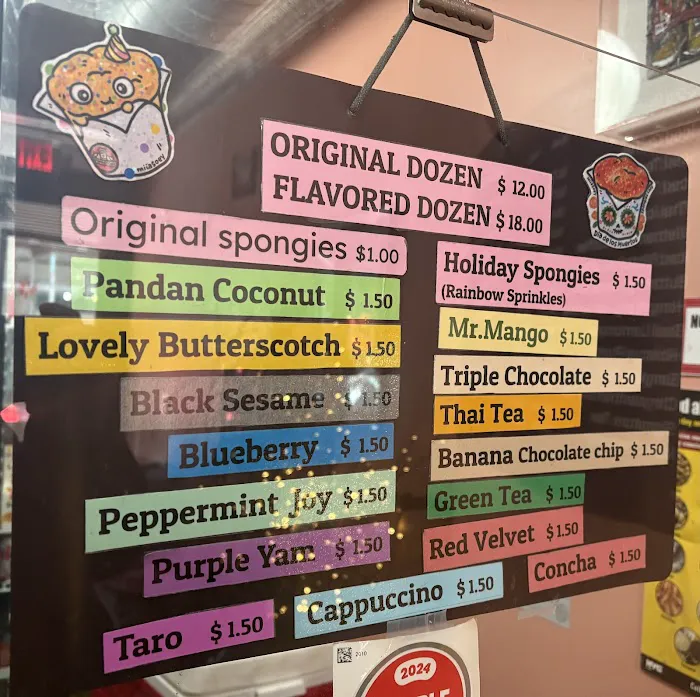 ORIGINAL DOZEN $ 12.00
FLAVORED DOZEN $ 18.00
Original spongies $1.00
Pandan Coconut $ 1.50
Lovely Butterscotch $ 1.50
Black Sesame $ 1.50
Blueberry $ 1.50
Peppermint Joy $ 1.50
Purple Yam $ 1.50
Taro $ 1.50
Cappuccino $ 1.50
Holiday Spongies $ 1.50
(Rainbow Sprinkles)
Mr.Mango $ 1.50
Triple Chocolate $ 1.50
Thai Tea $ 1.50
Banana Chocolate chip $ 1.50
Green Tea $ 1.50
Red Velvet $ 1.50
Concha $ 1.50
2024